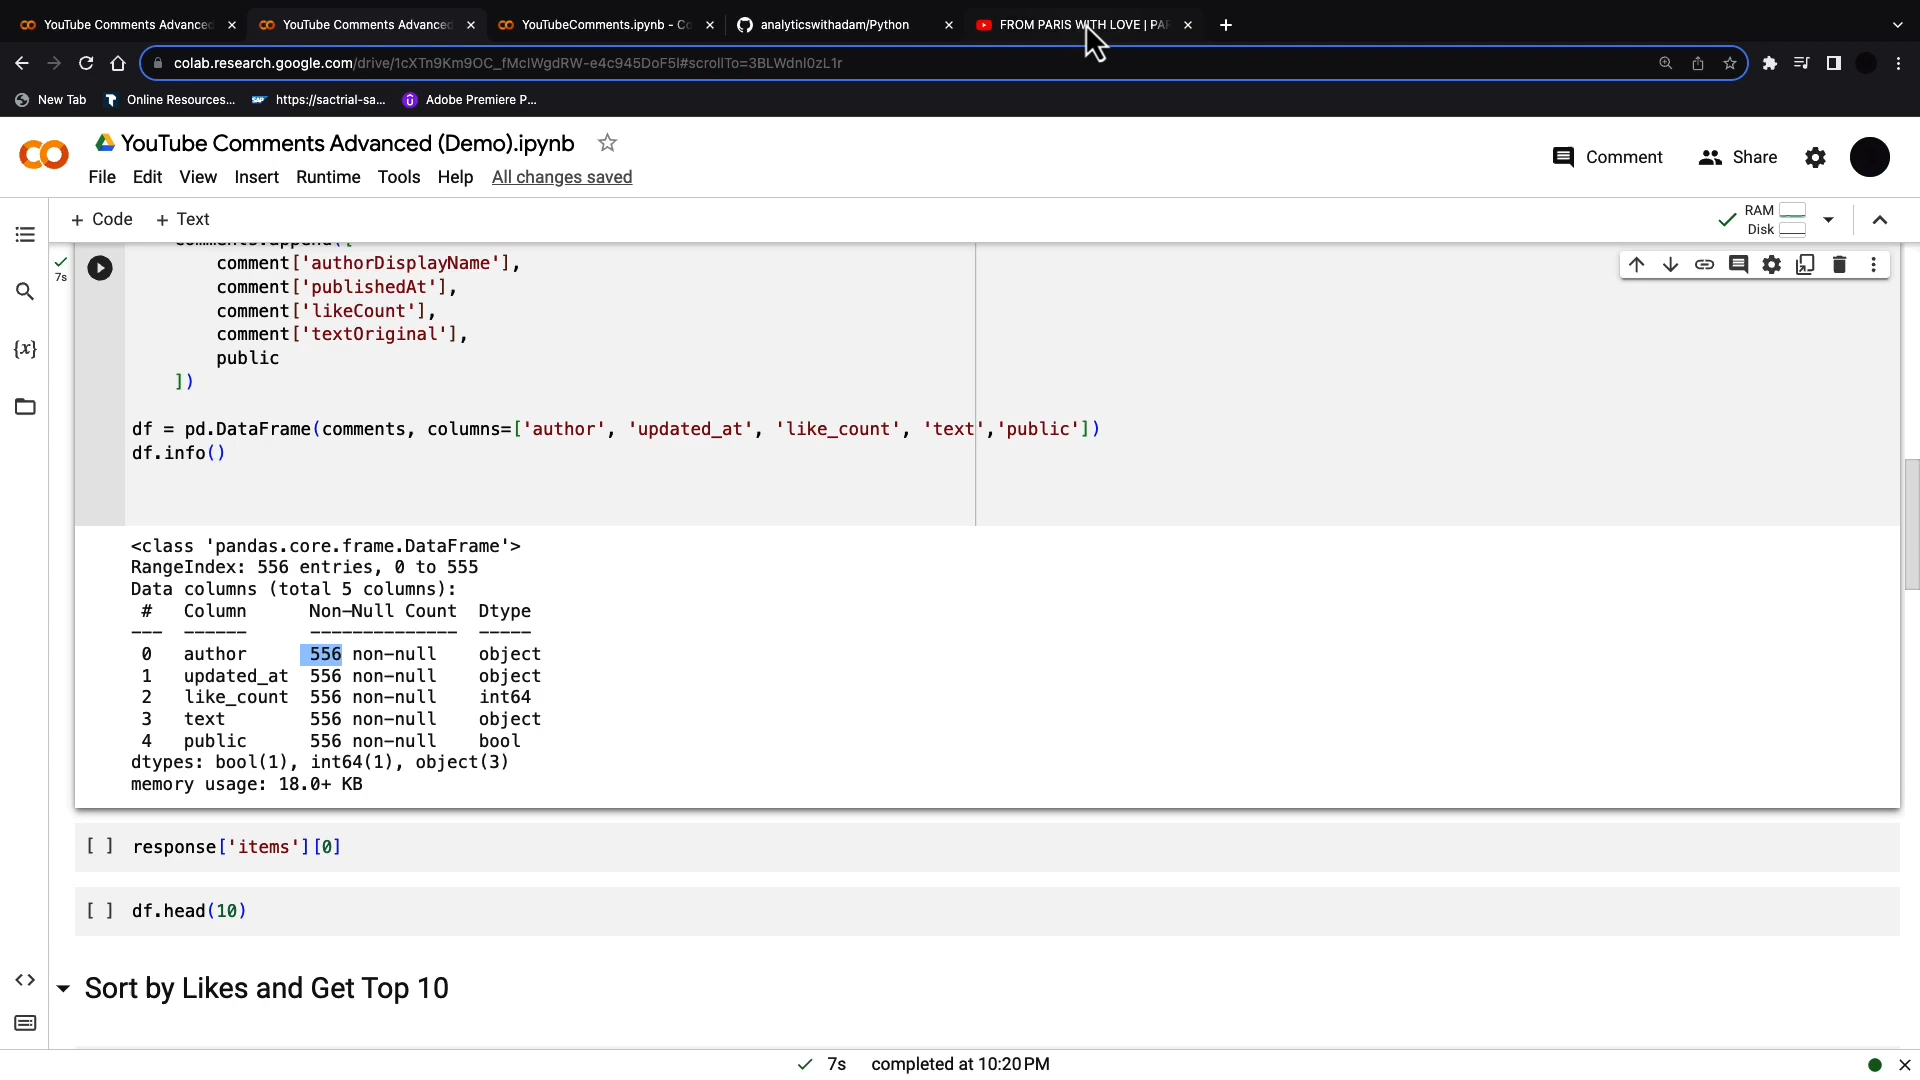 YouTube Comments Advanced
YouTube Comments Advanced
YouTubeComments.ipynb - Co
analyticswithadam/Python
FROM PARIS WITH LOVE | PAR
colab.research.google.com/drive/1cXTn9Km9OC_fMclWgdRW-e4c945DoF5I#scrollTo=3BLWdnI0zL1r
New Tab
Online Resources...
https://sactrial-sa...
Adobe Premiere P...
YouTube Comments Advanced (Demo).ipynb
Comment
Share
File Edit View Insert Runtime Tools Help All changes saved
+ Code + Text
RAM
Disk
7s
comments.append([
comment['authorDisplayName'],
comment['publishedAt'],
comment['likeCount'],
comment['textOriginal'],
public
])
df = pd.DataFrame(comments, columns=['author', 'updated_at', 'like_count', 'text','public'])
df.info()
<class 'pandas.core.frame.DataFrame'>
RangeIndex: 556 entries, 0 to 555
Data columns (total 5 columns):
# Column Non-Null Count Dtype
--- ------ -------------- -----
0 author 556 non-null object
1 updated_at 556 non-null object
2 like_count 556 non-null int64
3 text 556 non-null object
4 public 556 non-null bool
dtypes: bool(1), int64(1), object(3)
memory usage: 18.0+ KB
[ ] response['items'][0]
[ ] df.head(10)
Sort by Likes and Get Top 10
7s completed at 10:20 PM